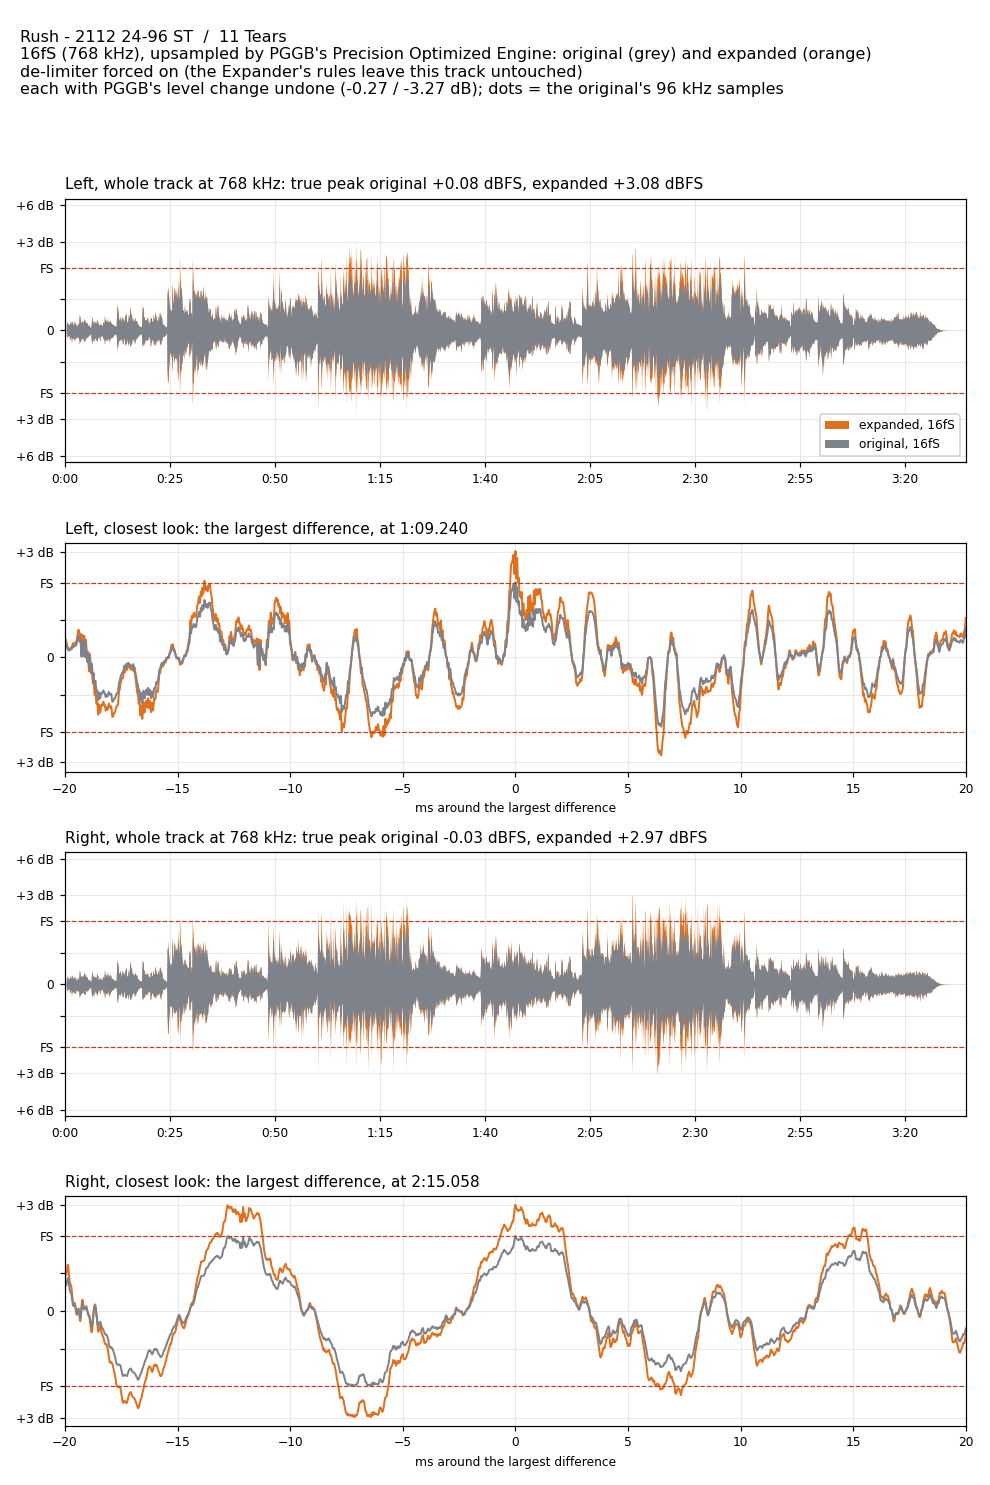 Rush - 2112 24-96 ST  /  11 Tears
16fS (768 kHz), upsampled by PGGB's Precision Optimized Engine: original (grey) and expanded (orange)
de-limiter forced on (the Expander's rules leave this track untouched)
each with PGGB's level change undone (-0.27 / -3.27 dB); dots = the original's 96 kHz samples
Left, whole track at 768 kHz: true peak original +0.08 dBFS, expanded +3.08 dBFS
+6 dB
+3 dB
FS
0
FS
+3 dB
+6 dB
expanded, 16fS
original, 16fS
0:00 0:25 0:50 1:15 1:40 2:05 2:30 2:55 3:20
Left, closest look: the largest difference, at 1:09.240
+3 dB
FS
0
FS
+3 dB
−20 −15 −10 −5 0 5 10 15 20
ms around the largest difference
Right, whole track at 768 kHz: true peak original -0.03 dBFS, expanded +2.97 dBFS
+6 dB
+3 dB
FS
0
FS
+3 dB
+6 dB
0:00 0:25 0:50 1:15 1:40 2:05 2:30 2:55 3:20
Right, closest look: the largest difference, at 2:15.058
+3 dB
FS
0
FS
+3 dB
−20 −15 −10 −5 0 5 10 15 20
ms around the largest difference